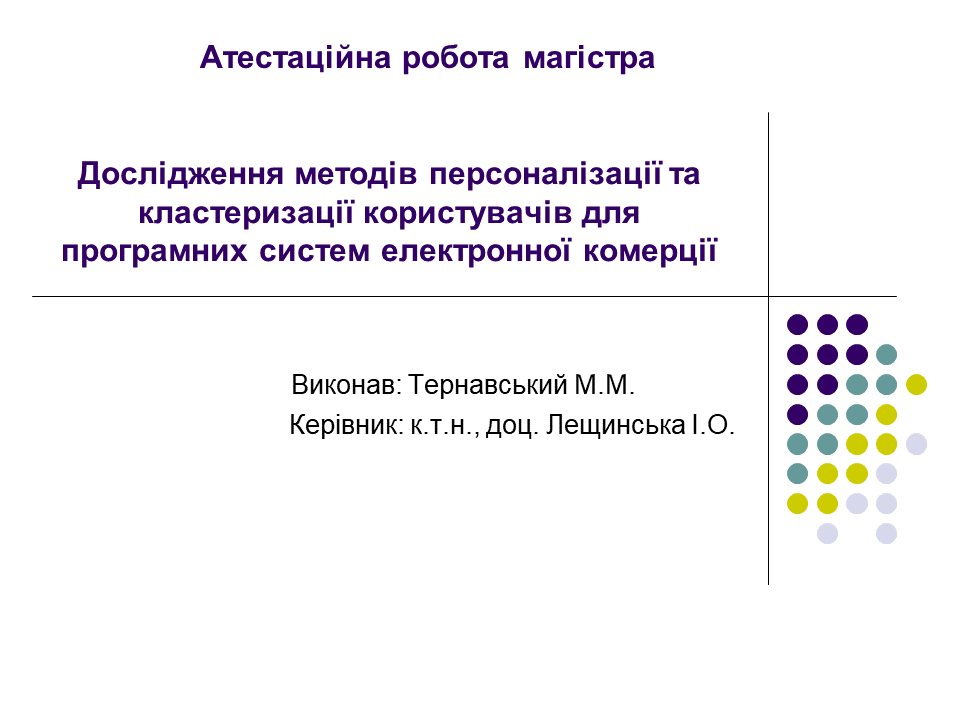 Атестаційна робота магістра
Дослідження методів персоналізації та
кластеризації користувачів для
програмних систем електронної комерції
Виконав: Тернавський М.М.
Керівник: к.т.н., доц. Лещинська І.О.